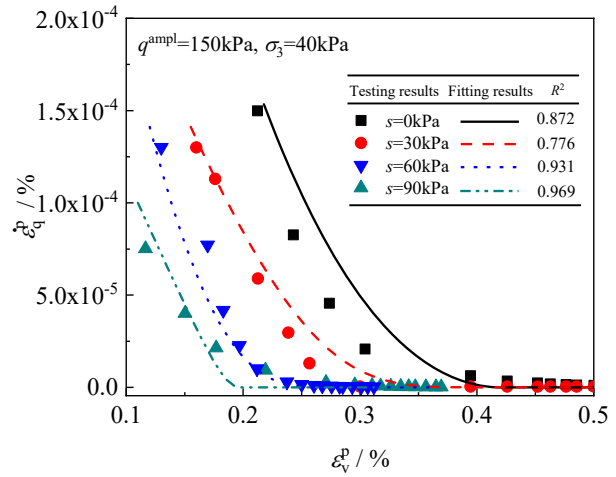 2.0x10⁻⁴
q^ampl=150kPa, σ₃=40kPa
Testing results Fitting results R²
1.5x10⁻⁴
s=0kPa 0.872
s=30kPa 0.776
s=60kPa 0.931
s=90kPa 0.969
1.0x10⁻⁴
5.0x10⁻⁵
0.0
0.1 0.2 0.3 0.4 0.5
ε̇_q^p / %
ε_v^p / %